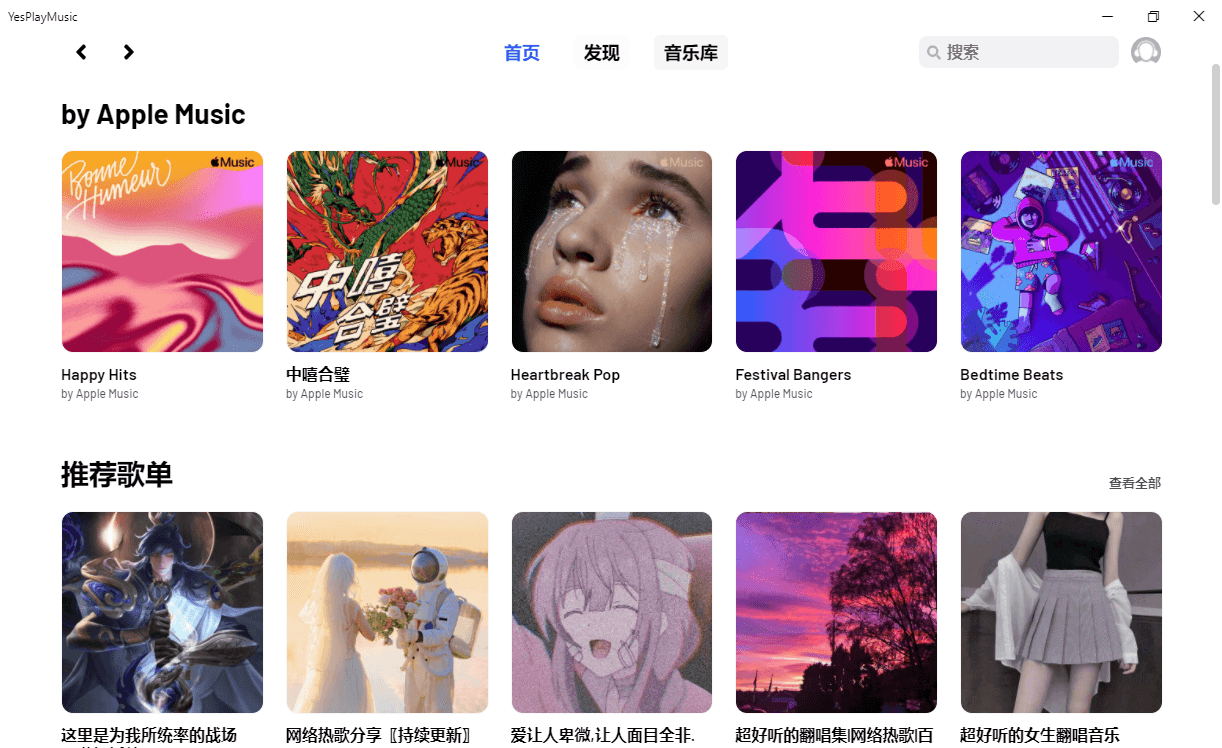 YesPlayMusic
首页
发现
音乐库
搜索
by Apple Music
Bonne
Humeur
Music
Music
Music
Music
Music
中嘻
合璧
Happy Hits
中嘻合璧
Heartbreak Pop
Festival Bangers
Bedtime Beats
by Apple Music
by Apple Music
by Apple Music
by Apple Music
by Apple Music
推荐歌单
查看全部
这里是为我所统率的战场
网络热歌分享〖持续更新〗
爱让人卑微,让人面目全非.
超好听的翻唱集|网络热歌|百
超好听的女生翻唱音乐